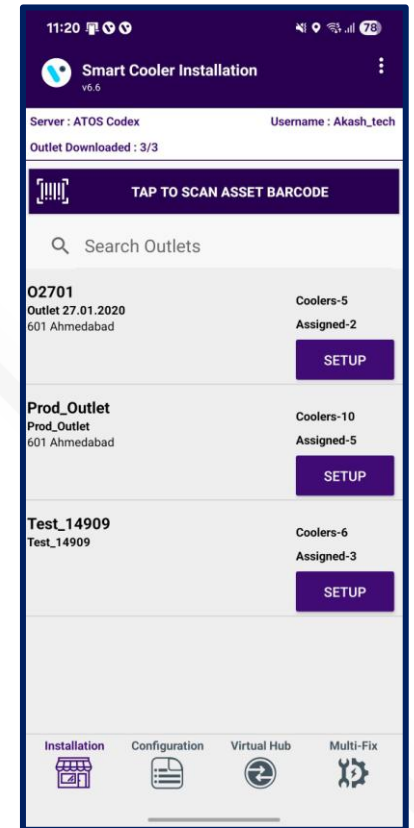 11:20 78
Smart Cooler Installation
v6.6
Server : ATOS Codex Username : Akash_tech
Outlet Downloaded : 3/3
TAP TO SCAN ASSET BARCODE
Search Outlets
O2701
Outlet 27.01.2020
601 Ahmedabad
Coolers-5
Assigned-2
SETUP
Prod_Outlet
Prod_Outlet
601 Ahmedabad
Coolers-10
Assigned-5
SETUP
Test_14909
Test_14909
Coolers-6
Assigned-3
SETUP
Installation Configuration Virtual Hub Multi-Fix